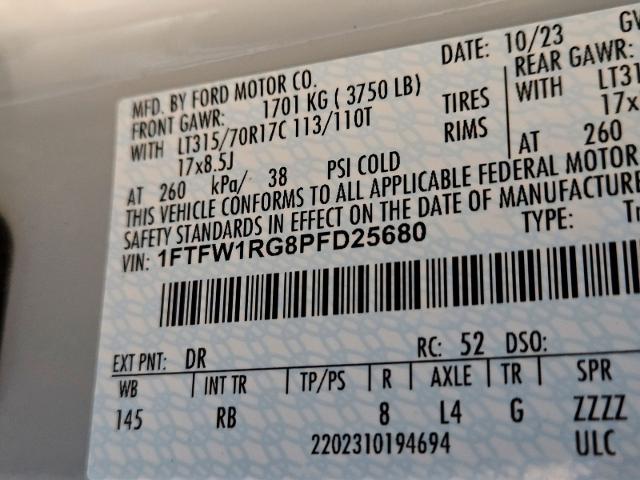 MFD. BY FORD MOTOR CO.
DATE: 10/23
FRONT GAWR: 1701 KG ( 3750 LB)
REAR GAWR:
WITH LT315/70R17C 113/110T TIRES
WITH
17x8.5J RIMS
AT 260 kPa/ 38 PSI COLD
AT 260
THIS VEHICLE CONFORMS TO ALL APPLICABLE FEDERAL MOTOR
SAFETY STANDARDS IN EFFECT ON THE DATE OF MANUFACTURE
VIN: 1FTFW1RG8PFD25680 TYPE:
EXT PNT: DR RC: 52 DSO:
WB INT TR TP/PS R AXLE TR SPR
145 RB 8 L4 G ZZZZ
2202310194694 ULC